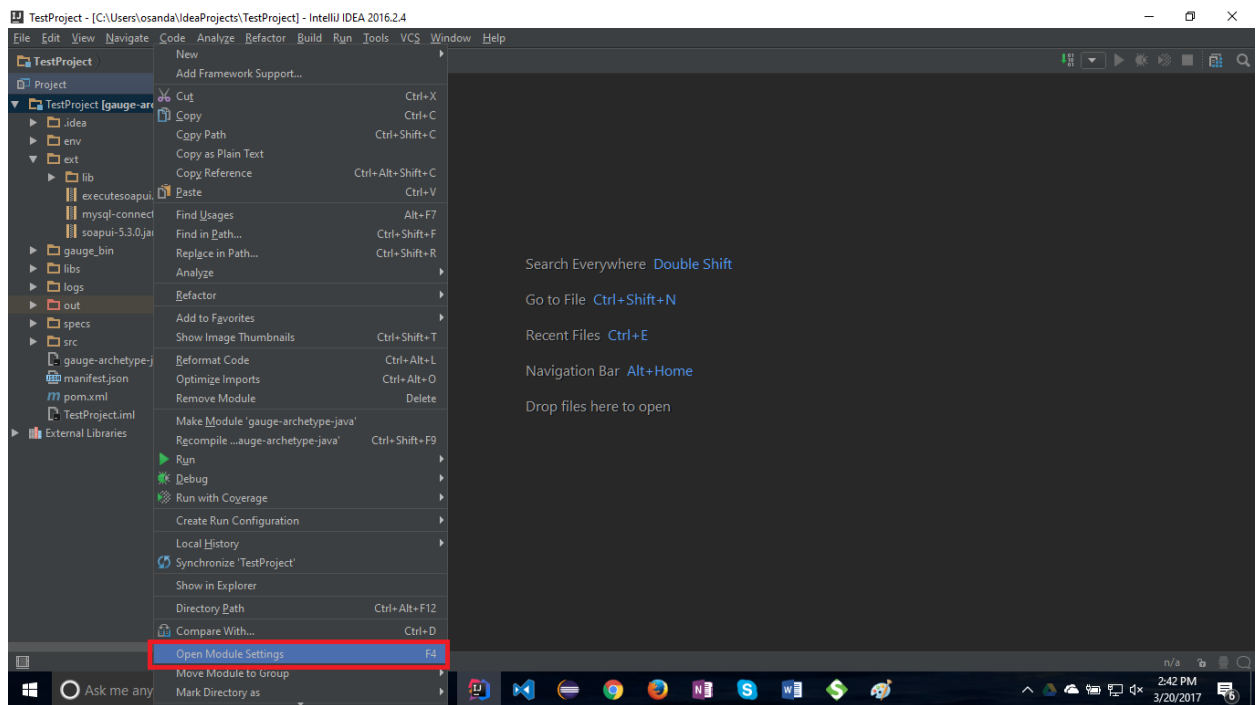 TestProject - [C:\Users\osanda\IdeaProjects\TestProject] - IntelliJ IDEA 2016.2.4
File Edit View Navigate Code Analyze Refactor Build Run Tools VCS Window Help
TestProject
Project
TestProject [gauge-are
.idea
env
ext
lib
executesoapui.
mysql-connect
soapui-5.3.0.jar
gauge_bin
libs
logs
out
specs
src
gauge-archetype-j
manifest.json
pom.xml
TestProject.iml
External Libraries
New
Add Framework Support...
Cut Ctrl+X
Copy Ctrl+C
Copy Path Ctrl+Shift+C
Copy as Plain Text
Copy Reference Ctrl+Alt+Shift+C
Paste Ctrl+V
Find Usages Alt+F7
Find in Path... Ctrl+Shift+F
Replace in Path... Ctrl+Shift+R
Analyze
Refactor
Add to Favorites
Show Image Thumbnails Ctrl+Shift+T
Reformat Code Ctrl+Alt+L
Optimize Imports Ctrl+Alt+O
Remove Module Delete
Make Module 'gauge-archetype-java'
Recompile ...auge-archetype-java' Ctrl+Shift+F9
Run
Debug
Run with Coverage
Create Run Configuration
Local History
Synchronize 'TestProject'
Show in Explorer
Directory Path Ctrl+Alt+F12
Compare With... Ctrl+D
Open Module Settings F4
Move Module to Group
Mark Directory as
Search Everywhere Double Shift
Go to File Ctrl+Shift+N
Recent Files Ctrl+E
Navigation Bar Alt+Home
Drop files here to open
n/a
Ask me any
2:42 PM
3/20/2017
6